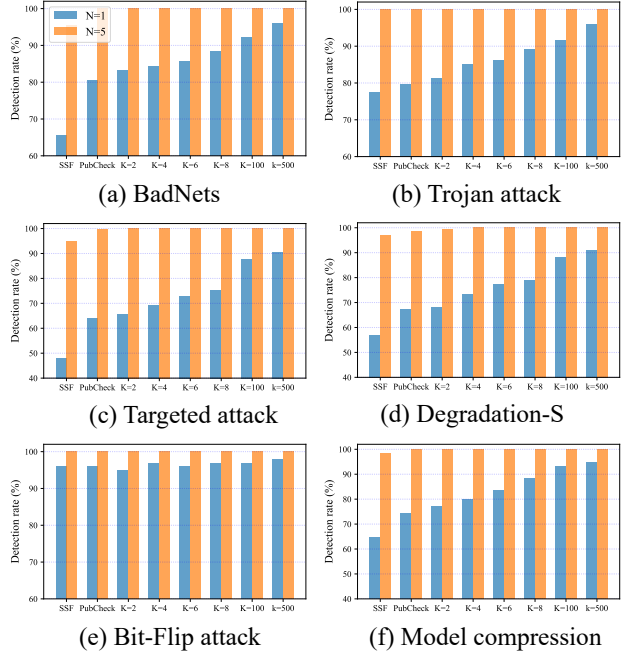 N=1
N=5
Detection rate (%)
100
90
80
70
60
SSF PubCheck K=2 K=4 K=6 K=8 K=100 k=500
(a) BadNets
Detection rate (%)
100
90
80
70
60
SSF PubCheck K=2 K=4 K=6 K=8 K=100 k=500
(b) Trojan attack
Detection rate (%)
100
90
80
70
60
50
40
SSF PubCheck K=2 K=4 K=6 K=8 K=100 k=500
(c) Targeted attack
Detection rate (%)
100
90
80
70
60
50
40
SSF PubCheck K=2 K=4 K=6 K=8 K=100 k=500
(d) Degradation-S
Detection rate (%)
100
90
80
70
60
SSF PubCheck K=2 K=4 K=6 K=8 K=100 k=500
(e) Bit-Flip attack
Detection rate (%)
100
90
80
70
60
50
40
SSF PubCheck K=2 K=4 K=6 K=8 K=100 k=500
(f) Model compression